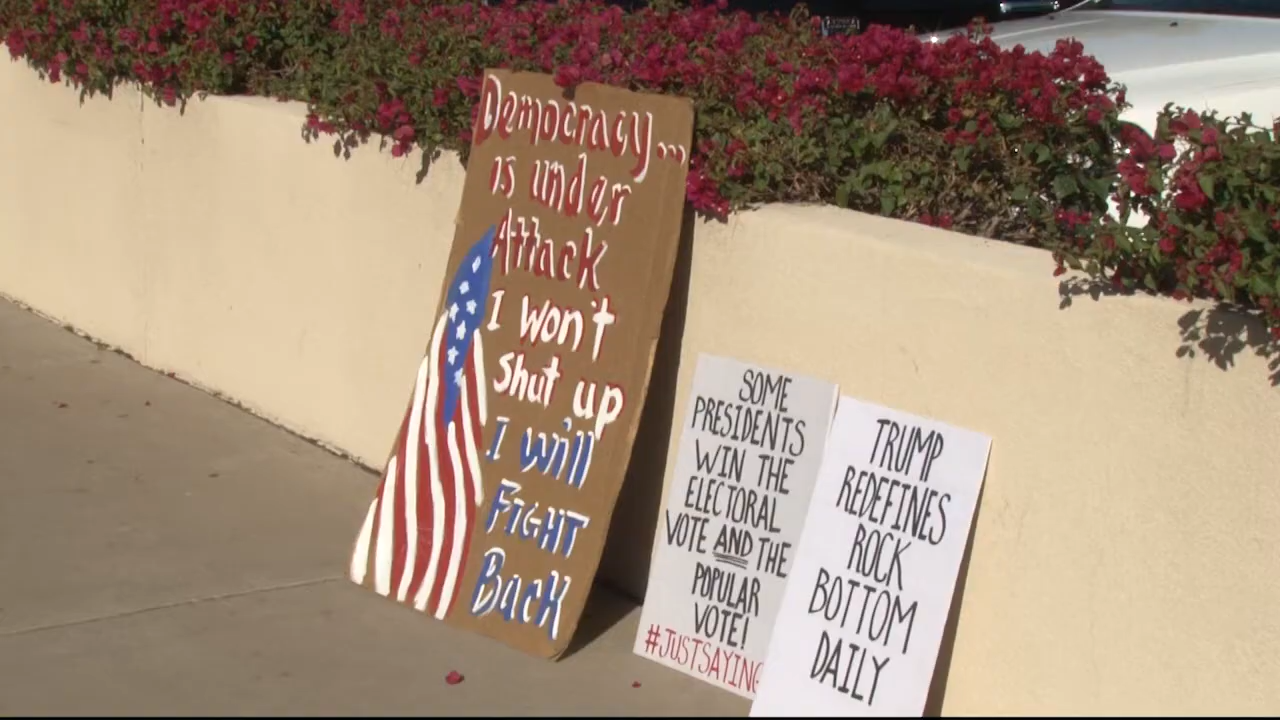 Democracy...
is under
Attack
I won't
shut up
I will
FIGHT
Back
SOME
PRESIDENTS
WIN THE
ELECTORAL
VOTE AND THE
POPULAR
VOTE!
#JUSTSAYING
TRUMP
REDEFINES
ROCK
BOTTOM
DAILY